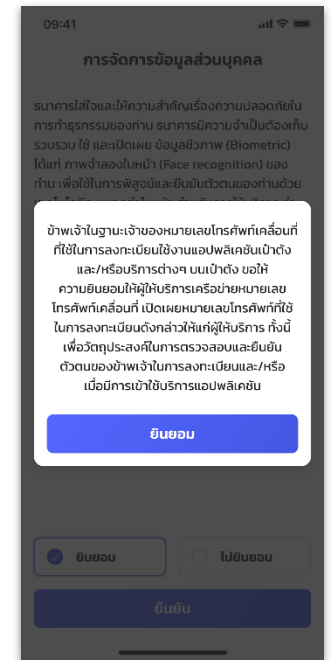 09:41
การจัดการข้อมูลส่วนบุคคล
ธนาคารใส่ใจและให้ความสำคัญเรื่องความปลอดภัยใน
การทำธุรกรรมของท่าน ธนาคารมีความจำเป็นต้องเก็บ
รวบรวม ใช้ และเปิดเผย ข้อมูลชีวภาพ (Biometric)
ได้แก่ ภาพจำลองใบหน้า (Face recognition) ของ
ท่าน เพื่อใช้ในการพิสูจน์และยืนยันตัวตนของท่านด้วย
ข้าพเจ้าในฐานะเจ้าของหมายเลขโทรศัพท์เคลื่อนที่
ที่ใช้ในการลงทะเบียนใช้งานแอปพลิเคชันเป๋าตัง
และ/หรือบริการต่างๆ บนเป๋าตัง ขอให้
ความยินยอมให้ผู้ให้บริการเครือข่ายหมายเลข
โทรศัพท์เคลื่อนที่ เปิดเผยหมายเลขโทรศัพท์ที่ใช้
ในการลงทะเบียนดังกล่าวให้แก่ผู้ให้บริการ ทั้งนี้
เพื่อวัตถุประสงค์ในการตรวจสอบและยืนยัน
ตัวตนของข้าพเจ้าในการลงทะเบียนและ/หรือ
เมื่อมีการเข้าใช้บริการแอปพลิเคชัน
ยินยอม
ยินยอม ไม่ยินยอม
ยืนยัน